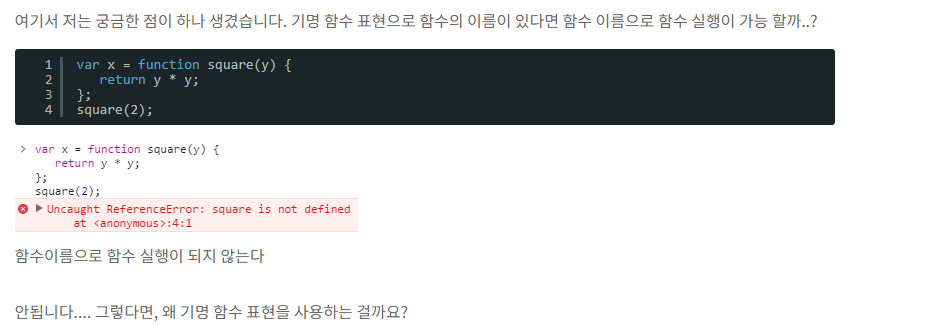 여기서 저는 궁금한 점이 하나 생겼습니다. 기명 함수 표현으로 함수의 이름이 있다면 함수 이름으로 함수 실행이 가능 할까..?
1 var x = function square(y) {
2 return y * y;
3 };
4 square(2);
> var x = function square(y) {
return y * y;
};
square(2);
Uncaught ReferenceError: square is not defined
at <anonymous>:4:1
함수이름으로 함수 실행이 되지 않는다
안됩니다.... 그렇다면, 왜 기명 함수 표현을 사용하는 걸까요?